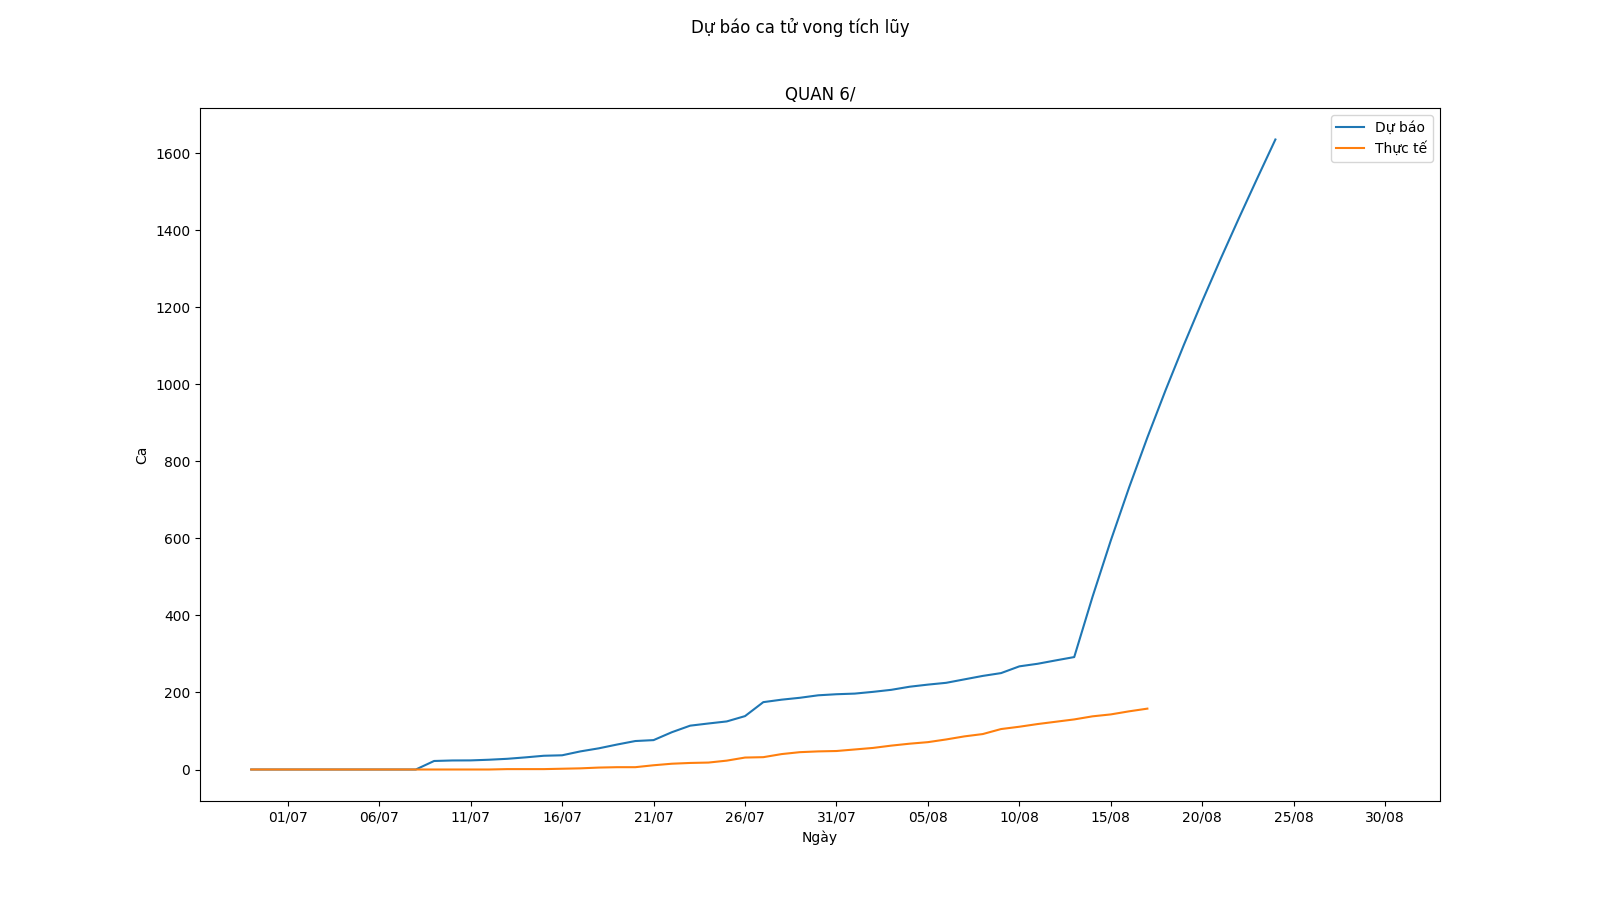 Dự báo ca tử vong tích lũy
QUAN 6/
Dự báo
Thực tế
1600
1400
1200
1000
800
600
400
200
0
Ca
01/07 06/07 11/07 16/07 21/07 26/07 31/07 05/08 10/08 15/08 20/08 25/08 30/08
Ngày